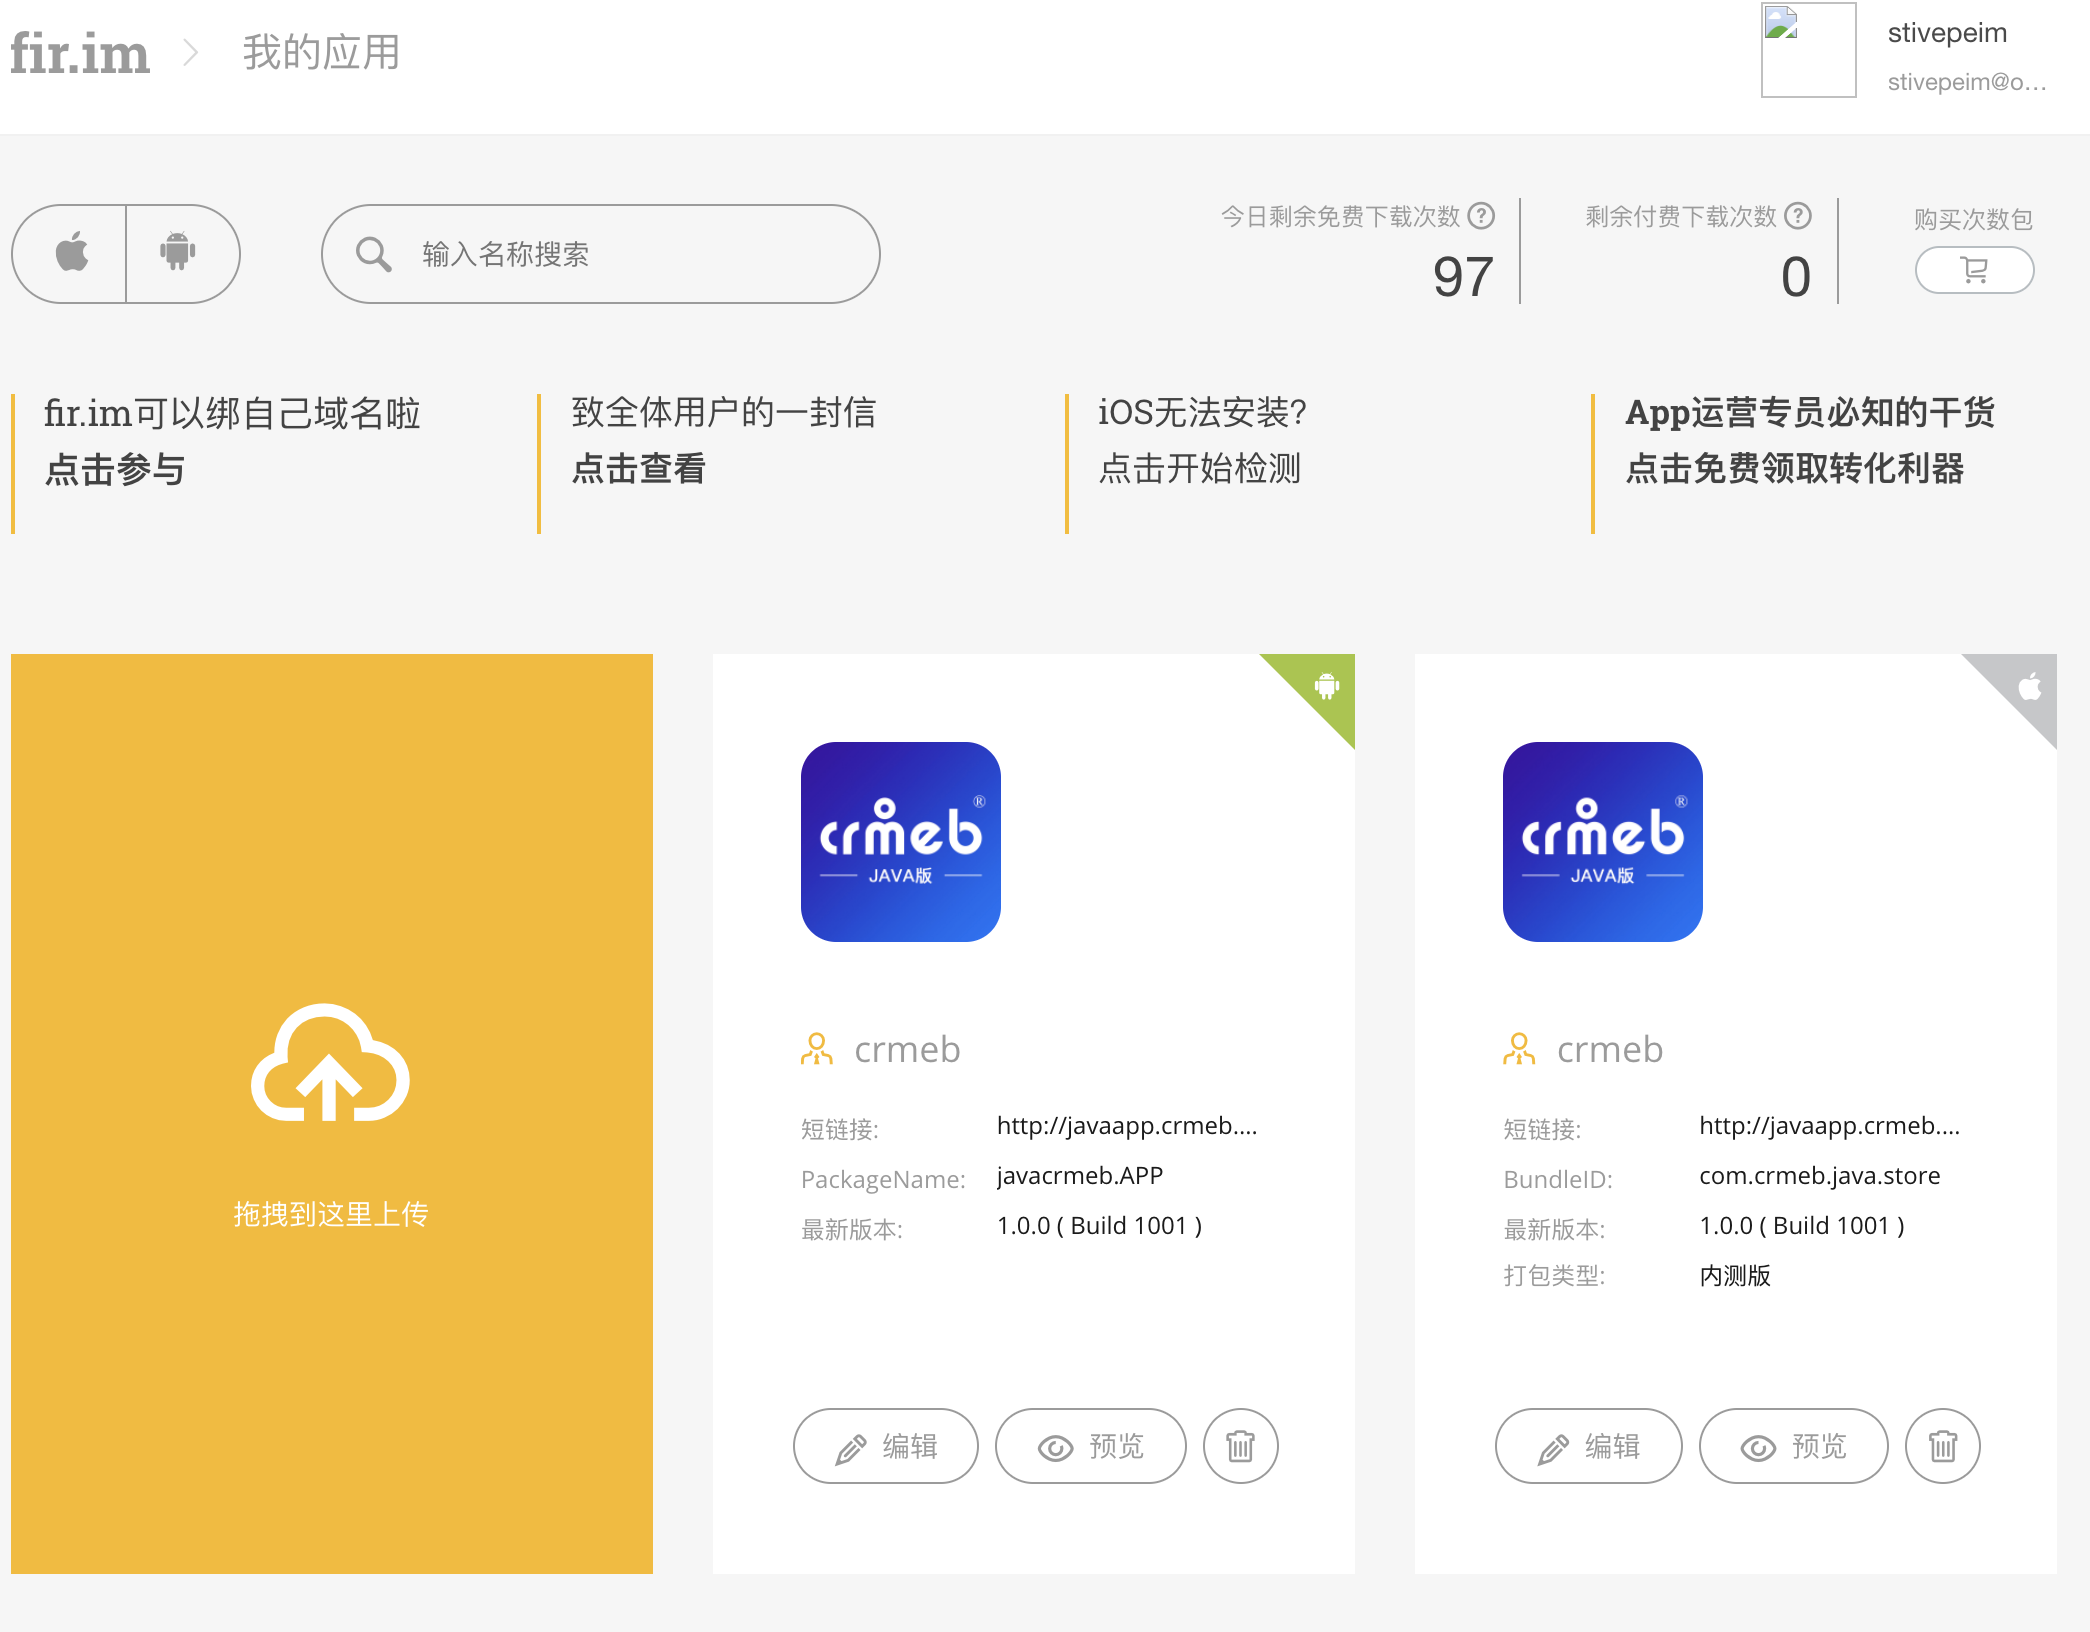 fir.im
我的应用
stivepeim
stivepeim@o...
输入名称搜索
今日剩余免费下载次数 ?
97
剩余付费下载次数 ?
0
购买次数包
fir.im可以绑自己域名啦
点击参与
致全体用户的一封信
点击查看
iOS无法安装?
点击开始检测
App运营专员必知的干货
点击免费领取转化利器
拖拽到这里上传
crmeb®
JAVA版
crmeb
短链接: http://javaapp.crmeb....
PackageName: javacrmeb.APP
最新版本: 1.0.0 ( Build 1001 )
编辑
预览
crmeb®
JAVA版
crmeb
短链接: http://javaapp.crmeb....
BundleID: com.crmeb.java.store
最新版本: 1.0.0 ( Build 1001 )
打包类型: 内测版
编辑
预览